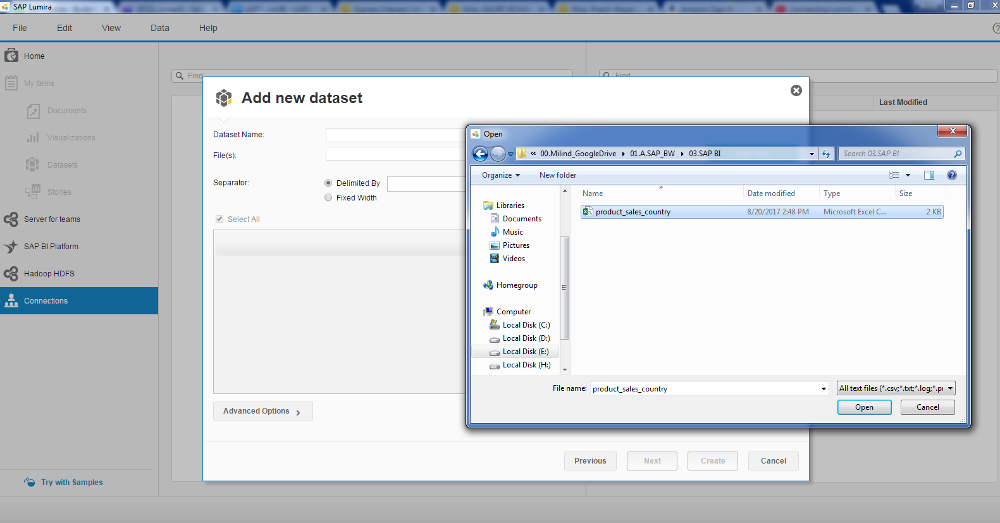 SAP Lumira
File Edit View Data Help
Home
My Items
Documents
Visualizations
Datasets
Stories
Server for teams
SAP BI Platform
Hadoop HDFS
Connections
Try with Samples
Find
Find
Last Modified
Add new dataset
Dataset Name:
File(s):
Separator:
Delimited By
Fixed Width
Select All
Advanced Options
Previous Next Create Cancel
Open
« 00.Milind_GoogleDrive 01.A.SAP_BW 03.SAP BI
Search 03.SAP BI
Organize New folder
Libraries
Documents
Music
Pictures
Videos
Homegroup
Computer
Local Disk (C:)
Local Disk (D:)
Local Disk (E:)
Local Disk (H:)
Name Date modified Type Size
product_sales_country 8/20/2017 2:48 PM Microsoft Excel C... 2 KB
File name: product_sales_country
All text files (*.csv;*.txt;*.log;*.p
Open Cancel